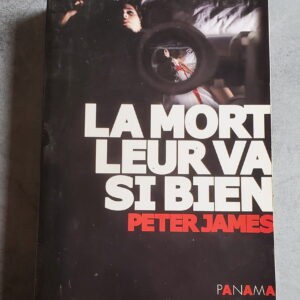 LA MORT
LEUR VA
SI BIEN
PETER JAMES
PANAMA